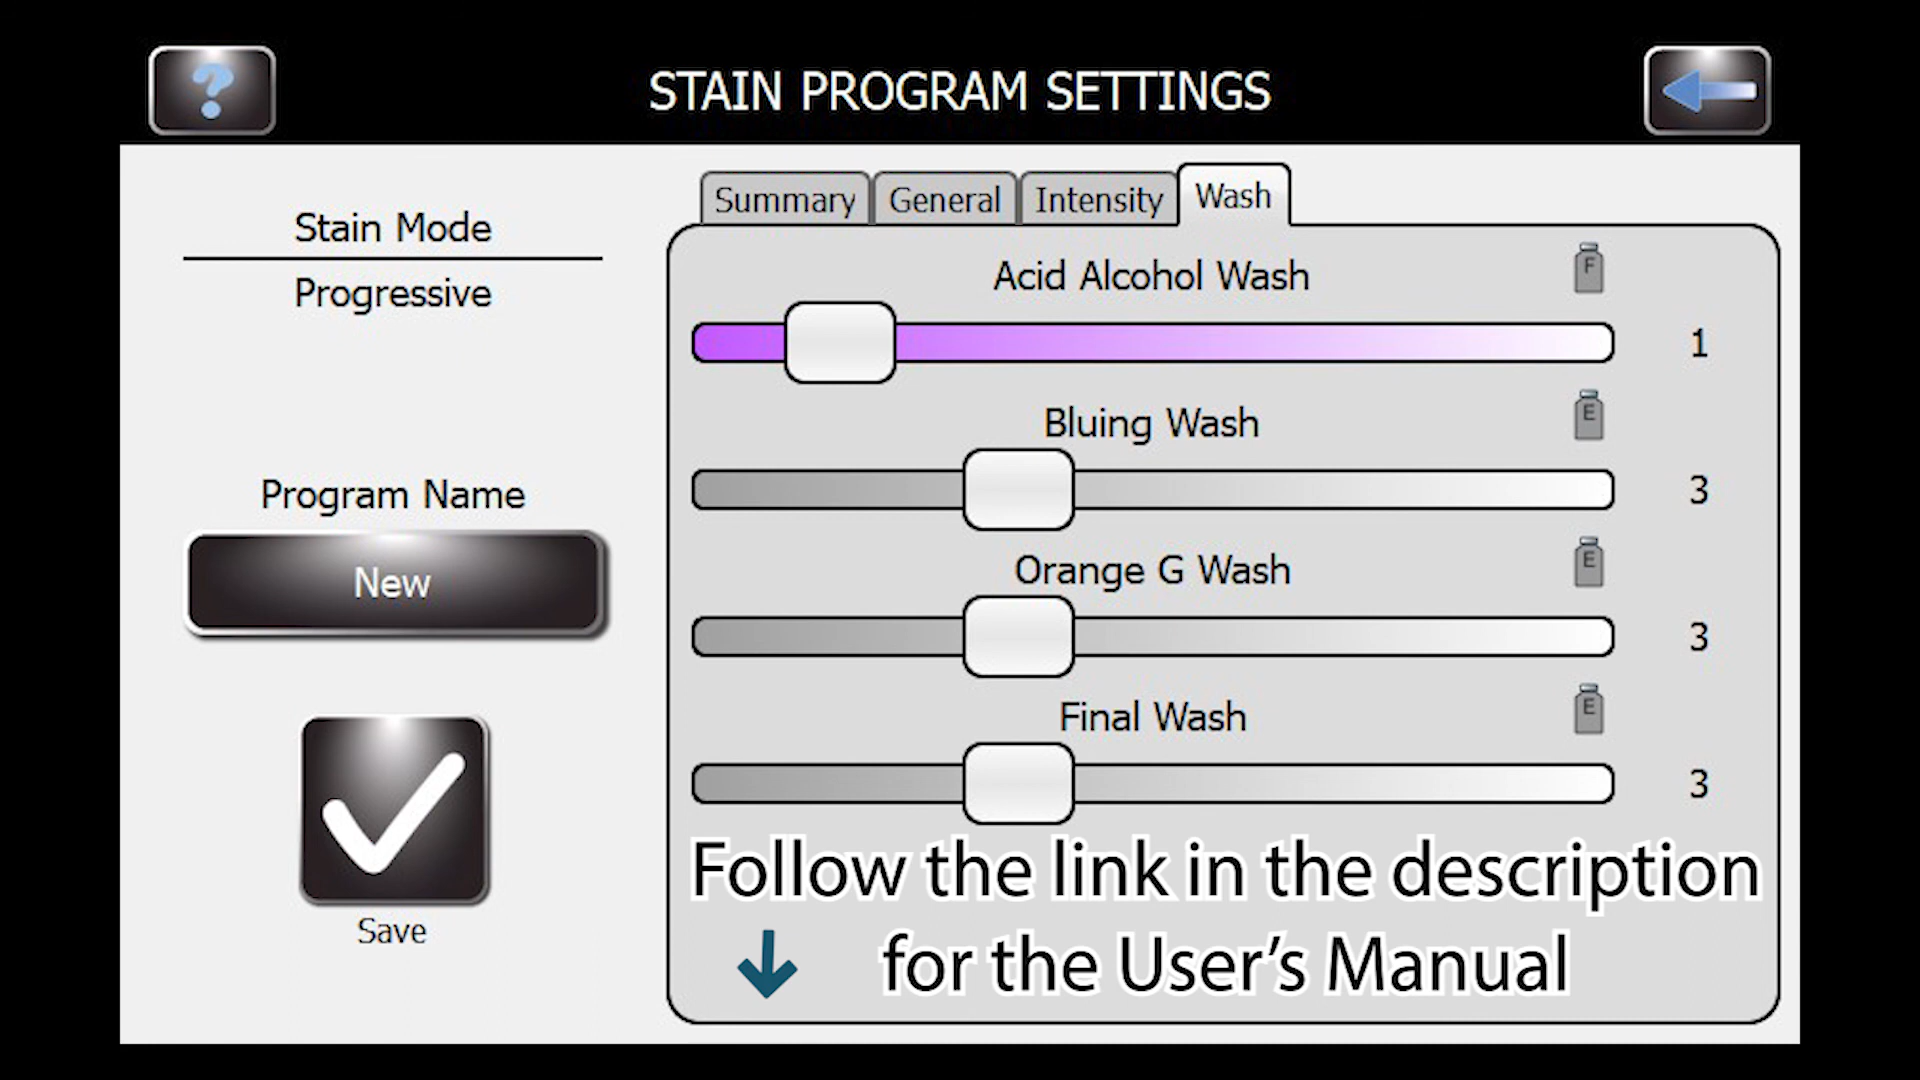 ?
STAIN PROGRAM SETTINGS
Stain Mode
Progressive
Program Name
New
Save
Summary
General
Intensity
Wash
Acid Alcohol Wash
F
1
Bluing Wash
E
3
Orange G Wash
E
3
Final Wash
E
3
Follow the link in the description
for the User's Manual